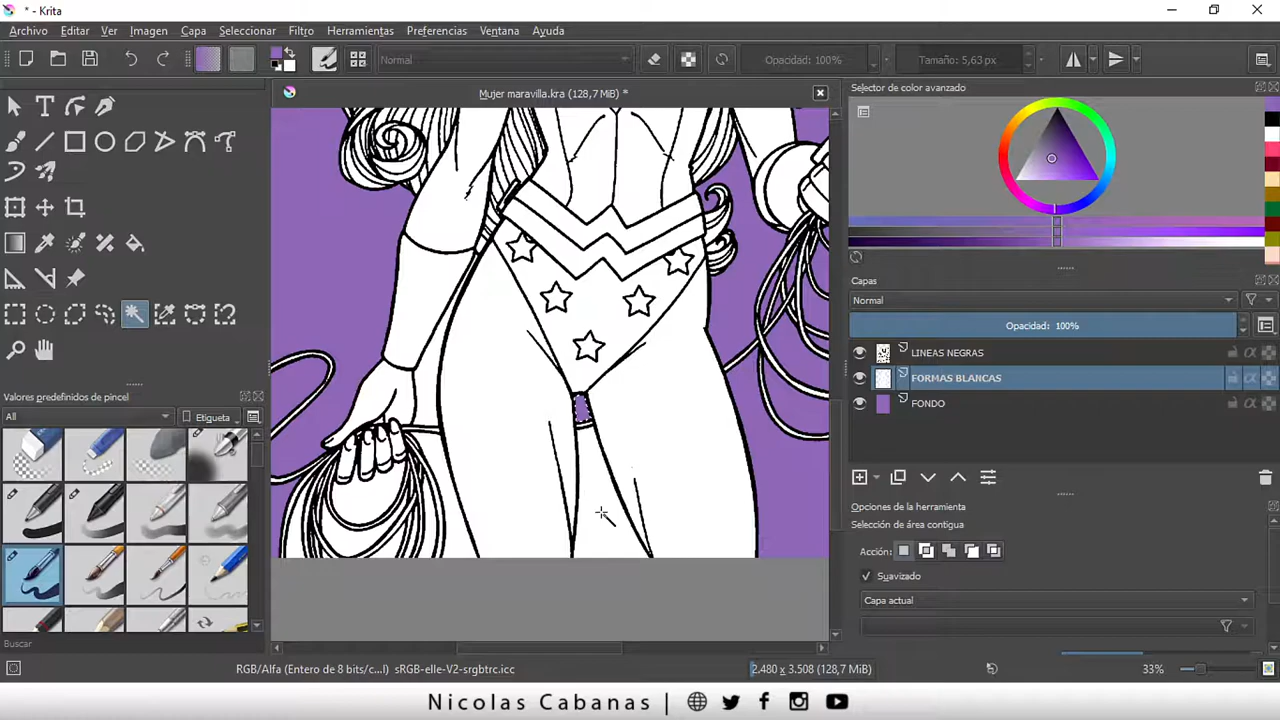 * - Krita
Archivo Editar Ver Imagen Capa Seleccionar Filtro Herramientas Preferencias Ventana Ayuda
Normal Opacidad: 100% Tamaño: 5,63 px
Mujer maravilla.kra (128,7 MiB) *
Selector de color avanzado
Capas
Normal
Opacidad: 100%
LINEAS NEGRAS
FORMAS BLANCAS
FONDO
Valores predefinidos de pincel
All Etiqueta
Opciones de la herramienta
Selección de área contigua
Acción:
Suavizado
Capa actual
Buscar
RGB/Alfa (Entero de 8 bits/c...l) sRGB-elle-V2-srgbtrc.icc 2.480 x 3.508 (128,7 MiB) 33%
Nicolas Cabanas |